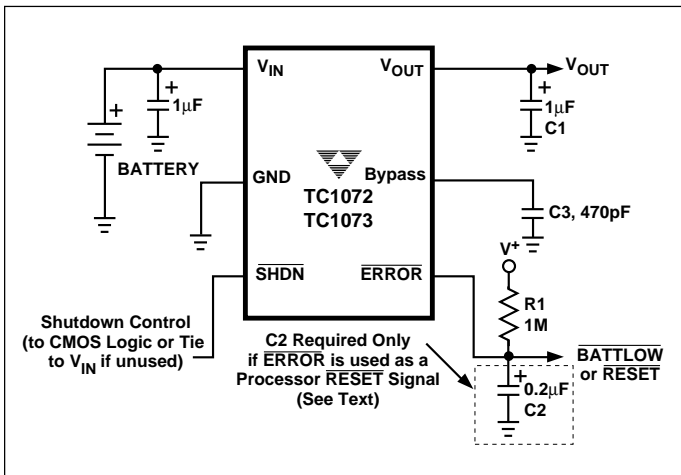 V_IN
V_OUT
V_OUT
+
1µF
+
1µF
C1
+
BATTERY
GND
Bypass
TC1072
TC1073
C3, 470pF
V⁺
SHDN
ERROR
R1
1M
Shutdown Control
(to CMOS Logic or Tie
to V_IN if unused)
C2 Required Only
if ERROR is used as a
Processor RESET Signal
(See Text)
BATTLOW
or RESET
+
0.2µF
C2